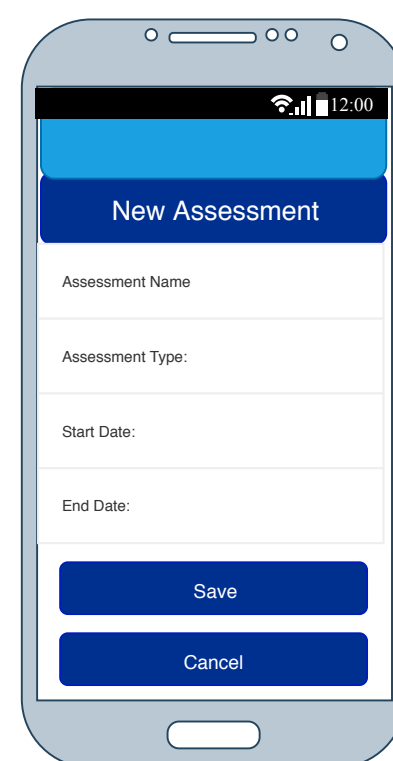 12:00
New Assessment
Assessment Name
Assessment Type:
Start Date:
End Date:
Save
Cancel